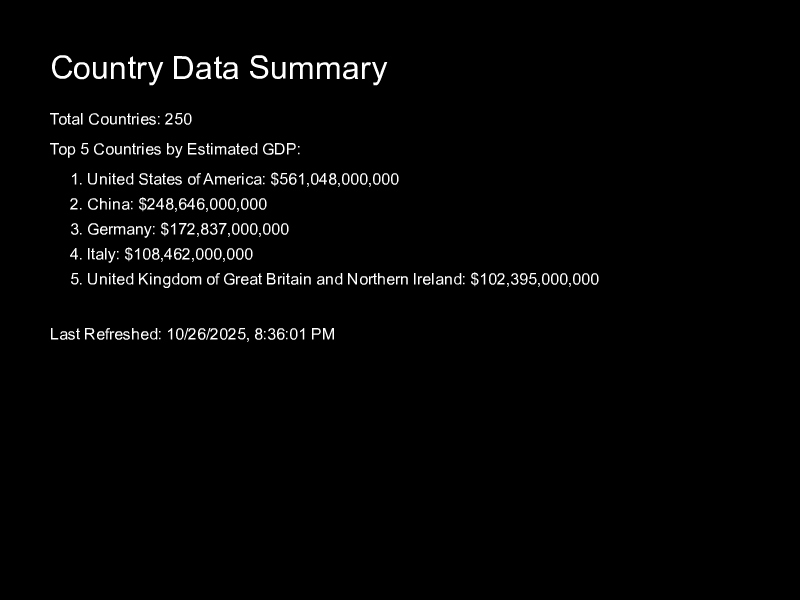 Country Data Summary
Total Countries: 250
Top 5 Countries by Estimated GDP:
1. United States of America: $561,048,000,000
2. China: $248,646,000,000
3. Germany: $172,837,000,000
4. Italy: $108,462,000,000
5. United Kingdom of Great Britain and Northern Ireland: $102,395,000,000
Last Refreshed: 10/26/2025, 8:36:01 PM